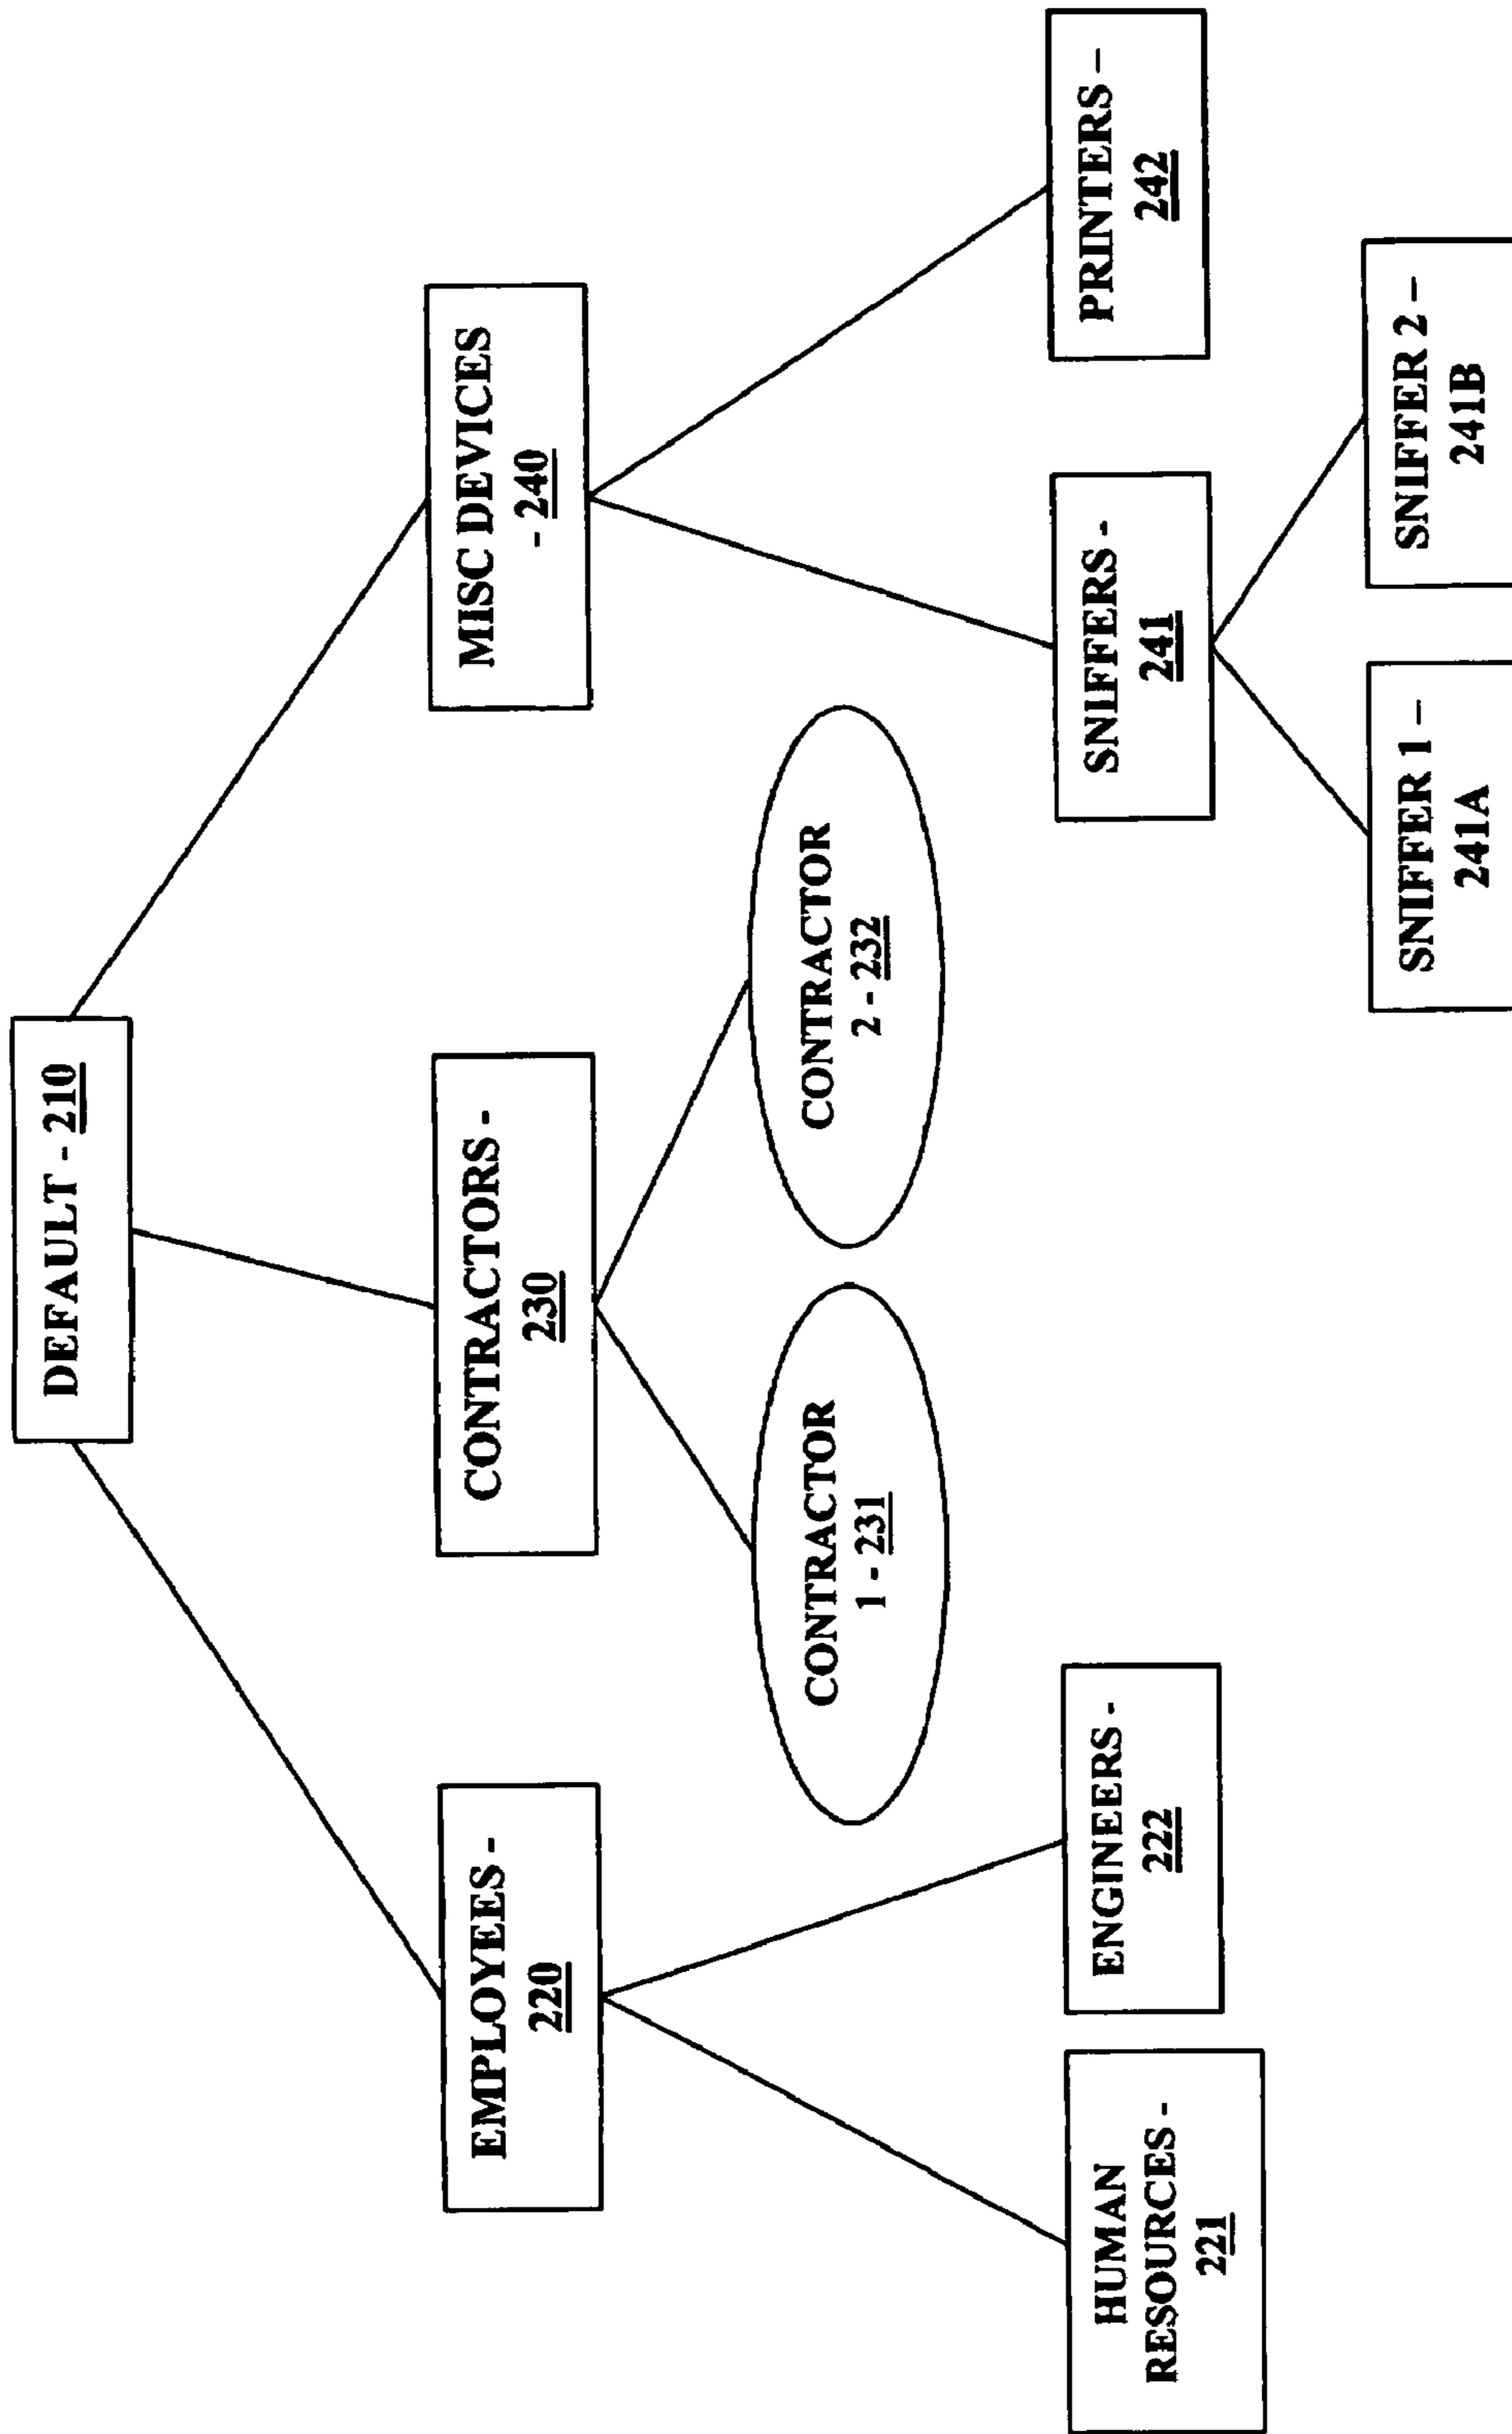 DEFAULT - 210
EMPLOYEES -
220
CONTRACTORS -
230
MISC DEVICES
- 240
CONTRACTOR
1 - 231
CONTRACTOR
2 - 232
HUMAN
RESOURCES -
221
ENGINEERS -
222
SNIFFERS -
241
PRINTERS –
242
SNIFFER 1 –
241A
SNIFFER 2 –
241B